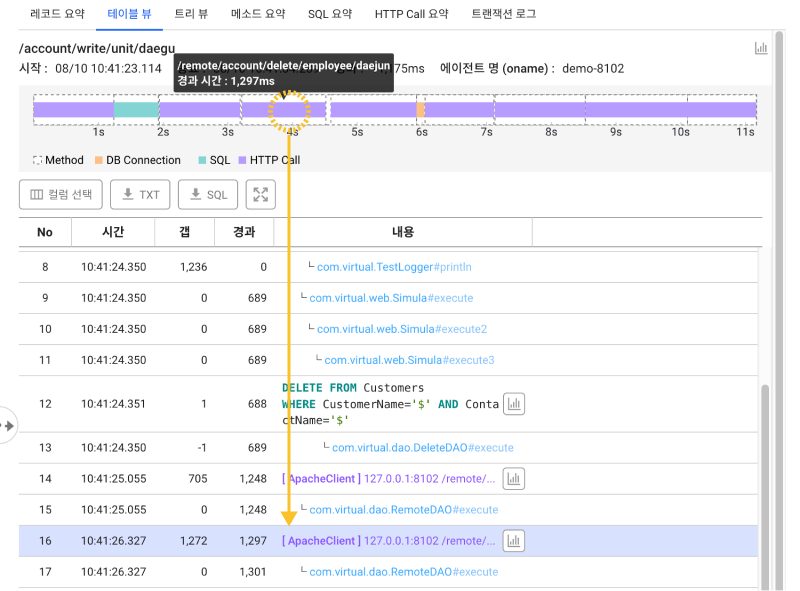 레코드 요약 테이블 뷰 트리 뷰 메소드 요약 SQL 요약 HTTP Call 요약 트랜잭션 로그
/account/write/unit/daegu
/remote/account/delete/employee/daejun
경과 시간 : 1,297ms
시작 : 08/10 10:41:23.114 175ms 에이전트 명 (oname) : demo-8102
1s 2s 3s 4s 5s 6s 7s 8s 9s 10s 11s
Method DB Connection SQL HTTP Call
컬럼 선택 TXT SQL
No 시간 갭 경과 내용
8 10:41:24.350 1,236 0 └ com.virtual.TestLogger#println
9 10:41:24.350 0 689 └ com.virtual.web.Simula#execute
10 10:41:24.350 0 689 └ com.virtual.web.Simula#execute2
11 10:41:24.350 0 689 └ com.virtual.web.Simula#execute3
DELETE FROM Customers
12 10:41:24.351 1 688 WHERE CustomerName='$' AND Conta
ctName='$'
13 10:41:24.350 -1 689 └ com.virtual.dao.DeleteDAO#execute
14 10:41:25.055 705 1,248 [ ApacheClient ] 127.0.0.1:8102 /remote/...
15 10:41:25.055 0 1,248 └ com.virtual.dao.RemoteDAO#execute
16 10:41:26.327 1,272 1,297 [ ApacheClient ] 127.0.0.1:8102 /remote/...
17 10:41:26.327 0 1,301 └ com.virtual.dao.RemoteDAO#execute